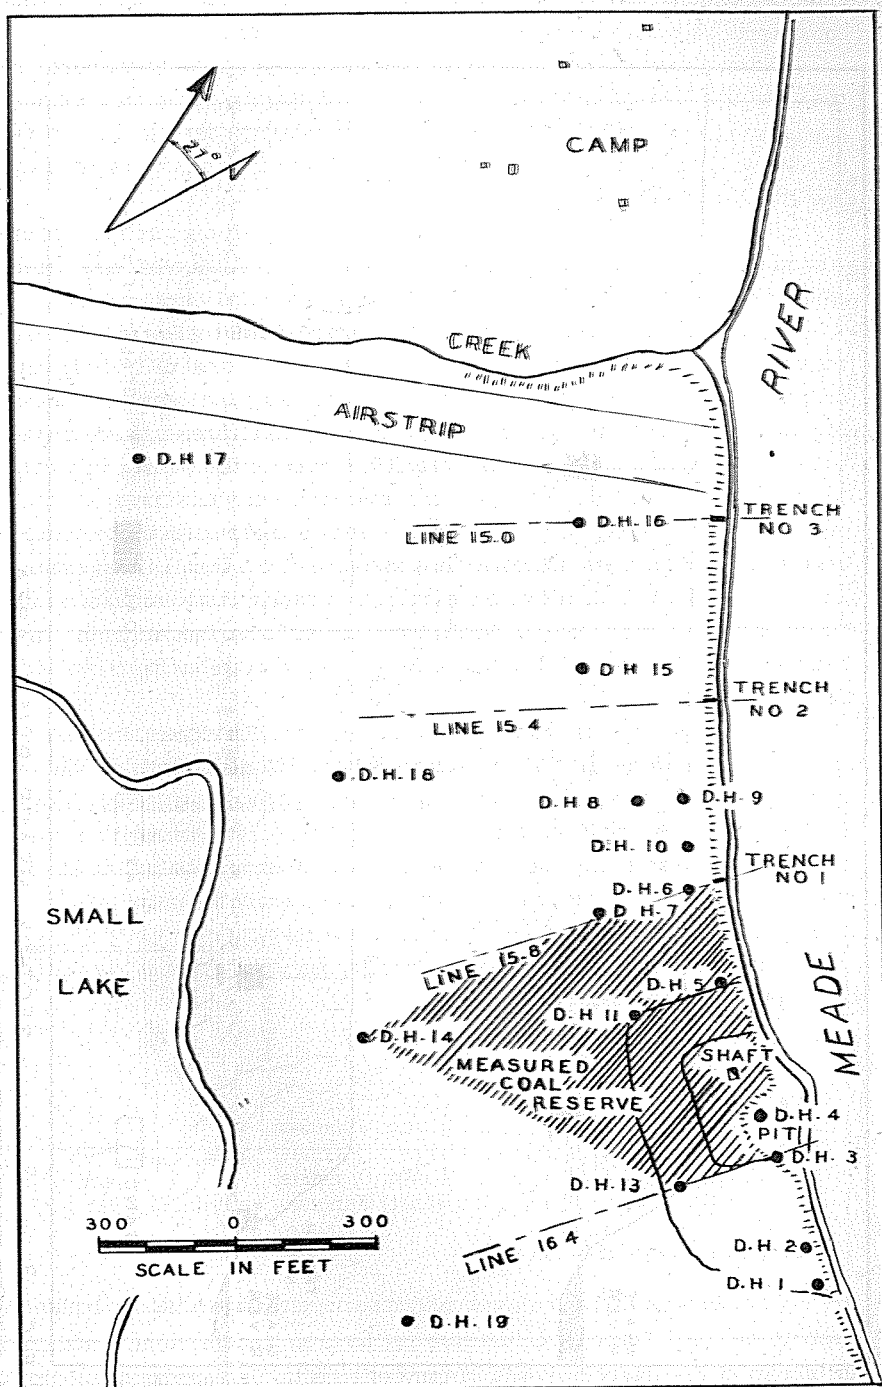 CAMP
27°
RIVER
CREEK
AIRSTRIP
D.H 17
D.H.16
LINE 15.0
TRENCH
NO 3
D H 15
TRENCH
NO 2
LINE 15.4
D.H.18
D.H 8
D.H.9
D.H. 10
TRENCH
NO 1
D.H.6
D H.7
SMALL
LAKE
LINE 15.8
D.H.5
D.H 11
MEADE
D.H.14
SHAFT
MEASURED
COAL
RESERVE
D.H.4
PIT
D.H. 3
D.H.13
300 0 300
SCALE IN FEET
LINE 16.4
D.H.2
D.H 1
D.H.19